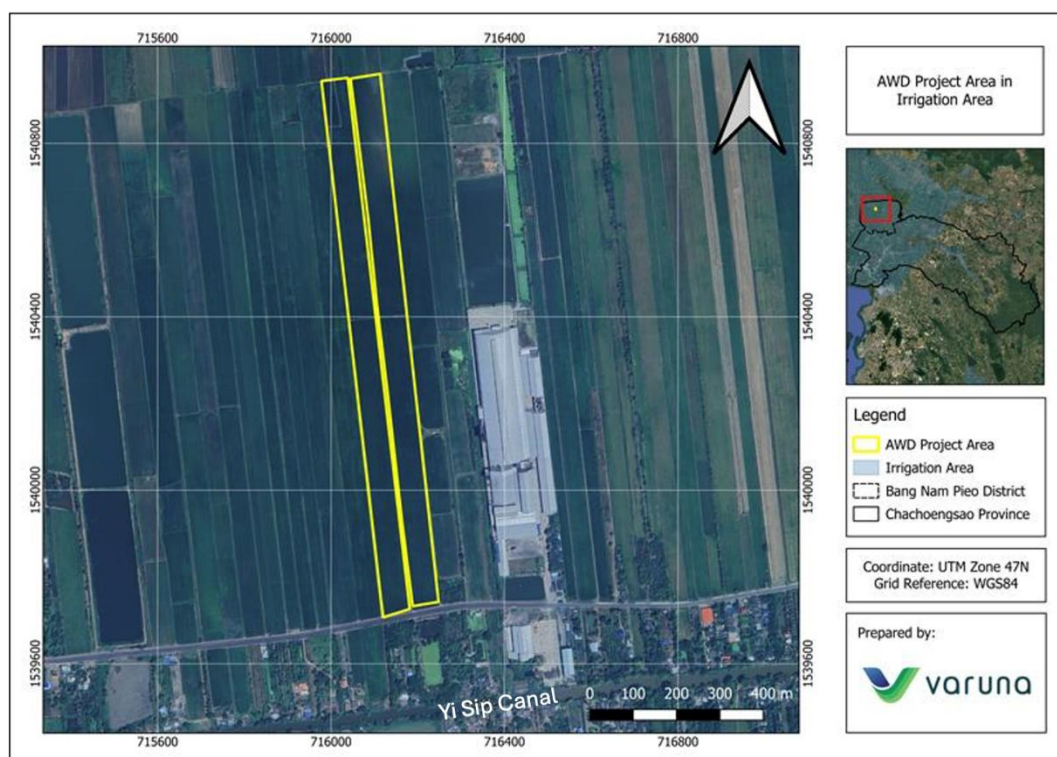 715600 716000 716400 716800
1540800 1540800
1540400 1540400
1540000 1540000
1539600 1539600
Yi Sip Canal
0 100 200 300 400 m
715600 716000 716400 716800
AWD Project Area in
Irrigation Area
Legend
AWD Project Area
Irrigation Area
Bang Nam Pieo District
Chachoengsao Province
Coordinate: UTM Zone 47N
Grid Reference: WGS84
Prepared by:
varuna